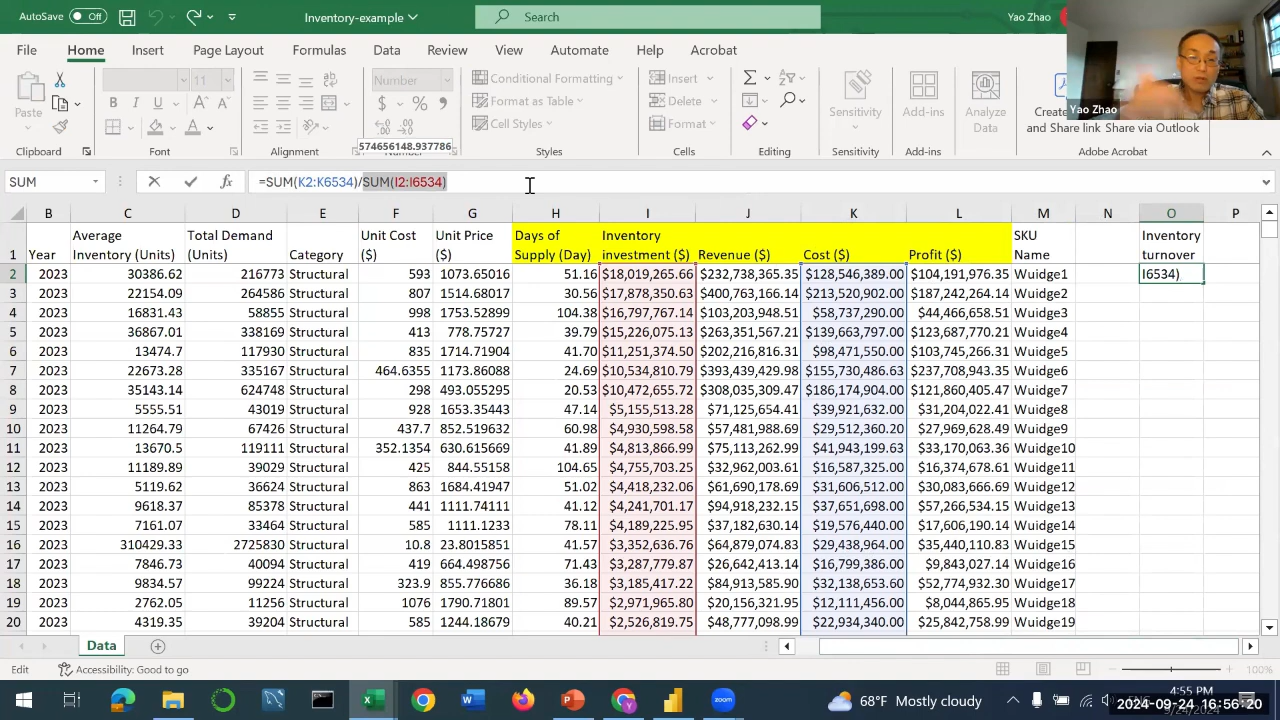 AutoSave Off Inventory-example Search Yao Zhao
File Home Insert Page Layout Formulas Data Review View Automate Help Acrobat
Yao Zhao
Paste
11
B I U
Number
$ % 9
Conditional Formatting
Format as Table
Cell Styles
Insert
Delete
Format
Sensitivity
Add-ins
Analyze
Data
Create
and Share link Share via Outlook
Clipboard Font Alignment Number Styles Cells Editing Sensitivity Add-ins Adobe Acrobat
574656148.937786
SUM =SUM(K2:K6534)/SUM(I2:I6534)
B C D E F G H I J K L M N O P
Average Total Demand Unit Cost Unit Price Days of Inventory SKU Inventory
1 Year Inventory (Units) (Units) Category ($) ($) Supply (Day) investment ($) Revenue ($) Cost ($) Profit ($) Name turnover
2 2023 30386.62 216773 Structural 593 1073.65016 51.16 $18,019,265.66 $232,738,365.35 $128,546,389.00 $104,191,976.35 Wuidge1 I6534)
3 2023 22154.09 264586 Structural 807 1514.68017 30.56 $17,878,350.63 $400,763,166.14 $213,520,902.00 $187,242,264.14 Wuidge2
4 2023 16831.43 58855 Structural 998 1753.52899 104.38 $16,797,767.14 $103,203,948.51 $58,737,290.00 $44,466,658.51 Wuidge3
5 2023 36867.01 338169 Structural 413 778.75727 39.79 $15,226,075.13 $263,351,567.21 $139,663,797.00 $123,687,770.21 Wuidge4
6 2023 13474.7 117930 Structural 835 1714.71904 41.70 $11,251,374.50 $202,216,816.31 $98,471,550.00 $103,745,266.31 Wuidge5
7 2023 22673.28 335167 Structural 464.6355 1173.86088 24.69 $10,534,810.79 $393,439,429.98 $155,730,486.63 $237,708,943.35 Wuidge6
8 2023 35143.14 624748 Structural 298 493.055295 20.53 $10,472,655.72 $308,035,309.47 $186,174,904.00 $121,860,405.47 Wuidge7
9 2023 5555.51 43019 Structural 928 1653.35443 47.14 $5,155,513.28 $71,125,654.41 $39,921,632.00 $31,204,022.41 Wuidge8
10 2023 11264.79 67426 Structural 437.7 852.519632 60.98 $4,930,598.58 $57,481,988.69 $29,512,360.20 $27,969,628.49 Wuidge9
11 2023 13670.5 119111 Structural 352.1354 630.615669 41.89 $4,813,866.99 $75,113,262.99 $41,943,199.63 $33,170,063.36 Wuidge10
12 2023 11189.89 39029 Structural 425 844.55158 104.65 $4,755,703.25 $32,962,003.61 $16,587,325.00 $16,374,678.61 Wuidge11
13 2023 5119.62 36624 Structural 863 1684.41947 51.02 $4,418,232.06 $61,690,178.69 $31,606,512.00 $30,083,666.69 Wuidge12
14 2023 9618.37 85378 Structural 441 1111.74111 41.12 $4,241,701.17 $94,918,232.15 $37,651,698.00 $57,266,534.15 Wuidge13
15 2023 7161.07 33464 Structural 585 1111.1233 78.11 $4,189,225.95 $37,182,630.14 $19,576,440.00 $17,606,190.14 Wuidge14
16 2023 310429.33 2725830 Structural 10.8 23.8015851 41.57 $3,352,636.76 $64,879,074.83 $29,438,964.00 $35,440,110.83 Wuidge15
17 2023 7846.73 40094 Structural 419 664.498756 71.43 $3,287,779.87 $26,642,413.14 $16,799,386.00 $9,843,027.14 Wuidge16
18 2023 9834.57 99224 Structural 323.9 855.776686 36.18 $3,185,417.22 $84,913,585.90 $32,138,653.60 $52,774,932.30 Wuidge17
19 2023 2762.05 11256 Structural 1076 1790.71801 89.57 $2,971,965.80 $20,156,321.95 $12,111,456.00 $8,044,865.95 Wuidge18
20 2023 4319.35 39204 Structural 585 1244.18679 40.21 $2,526,819.75 $48,777,098.99 $22,934,340.00 $25,842,758.99 Wuidge19
Data
Edit Accessibility: Good to go 100%
68°F Mostly cloudy
4:55 PM
2024-09-24 16:56:20